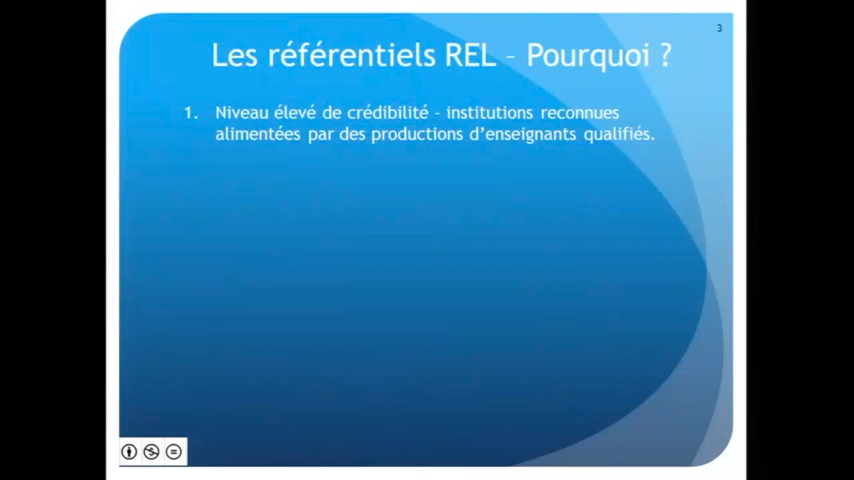 3
Les référentiels REL – Pourquoi ?
1. Niveau élevé de crédibilité - institutions reconnues
alimentées par des productions d’enseignants qualifiés.